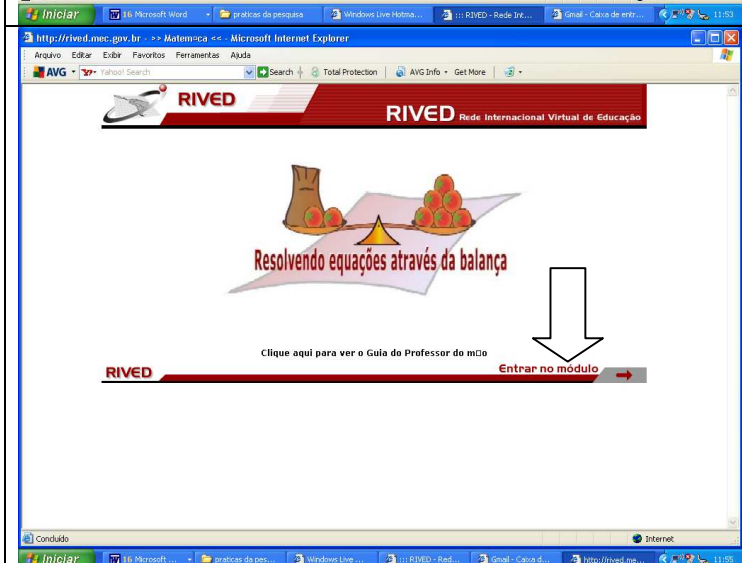 Iniciar 16 Microsoft Word praticas da pesquisa Windows Live Hotma... ::: RIVED - Rede Int... Gmail - Caixa de entr... 11:53
http://rived.mec.gov.br - >> Matem=ca << - Microsoft Internet Explorer
Arquivo Editar Exibir Favoritos Ferramentas Ajuda
AVG Yahoo! Search Search Total Protection AVG Info Get More
RIVED
RIVED Rede Internacional Virtual de Educação
Resolvendo equações através da balança
Clique aqui para ver o Guia do Professor do m□o
RIVED Entrar no módulo
Concluído Internet
Iniciar 16 Microsoft ... praticas da pes... Windows Live ... ::: RIVED - Red... Gmail - Caixa d... http://rived.me... 11:55